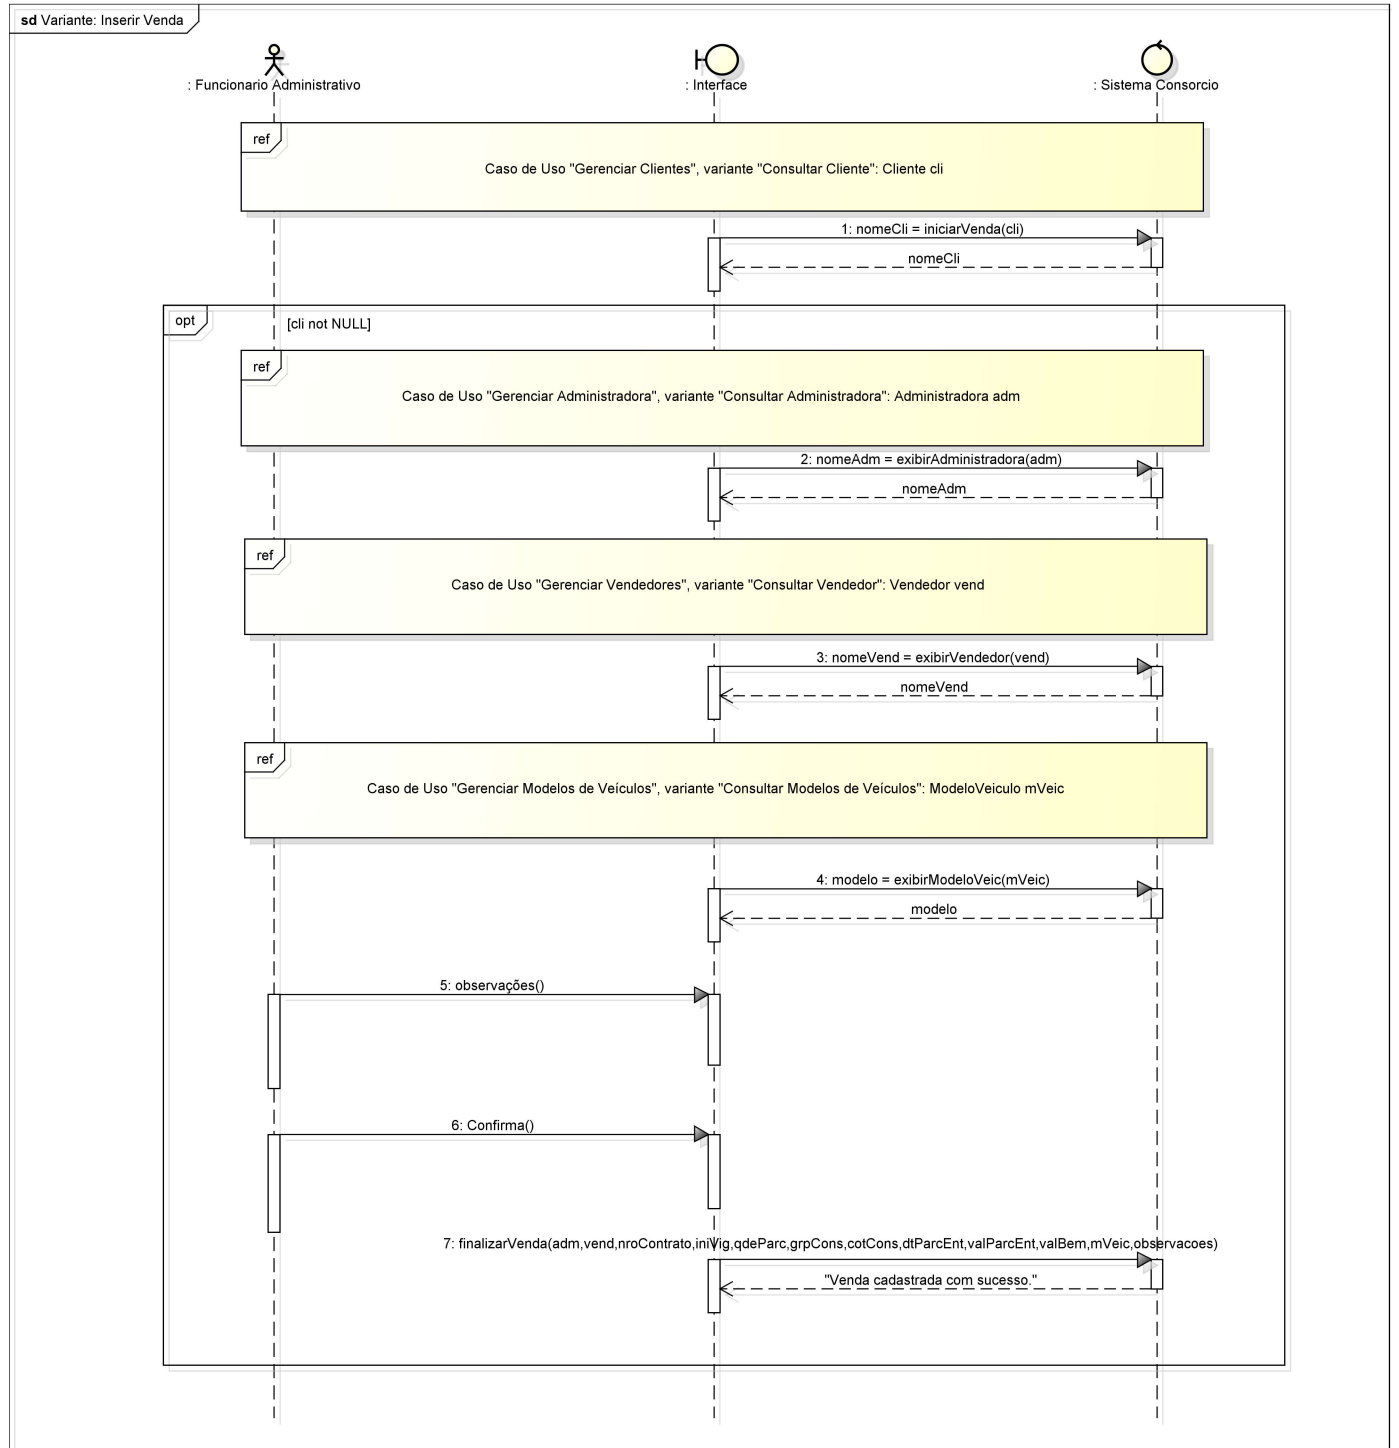 sd Variante: Inserir Venda
: Funcionario Administrativo
: Interface
: Sistema Consorcio
ref
Caso de Uso "Gerenciar Clientes", variante "Consultar Cliente": Cliente cli
1: nomeCli = iniciarVenda(cli)
nomeCli
opt
[cli not NULL]
ref
Caso de Uso "Gerenciar Administradora", variante "Consultar Administradora": Administradora adm
2: nomeAdm = exibirAdministradora(adm)
nomeAdm
ref
Caso de Uso "Gerenciar Vendedores", variante "Consultar Vendedor": Vendedor vend
3: nomeVend = exibirVendedor(vend)
nomeVend
ref
Caso de Uso "Gerenciar Modelos de Veículos", variante "Consultar Modelos de Veículos": ModeloVeiculo mVeic
4: modelo = exibirModeloVeic(mVeic)
modelo
5: observações()
6: Confirma()
7: finalizarVenda(adm,vend,nroContrato,iniVig,qdeParc,grpCons,cotCons,dtParcEnt,valParcEnt,valBem,mVeic,observacoes)
"Venda cadastrada com sucesso."